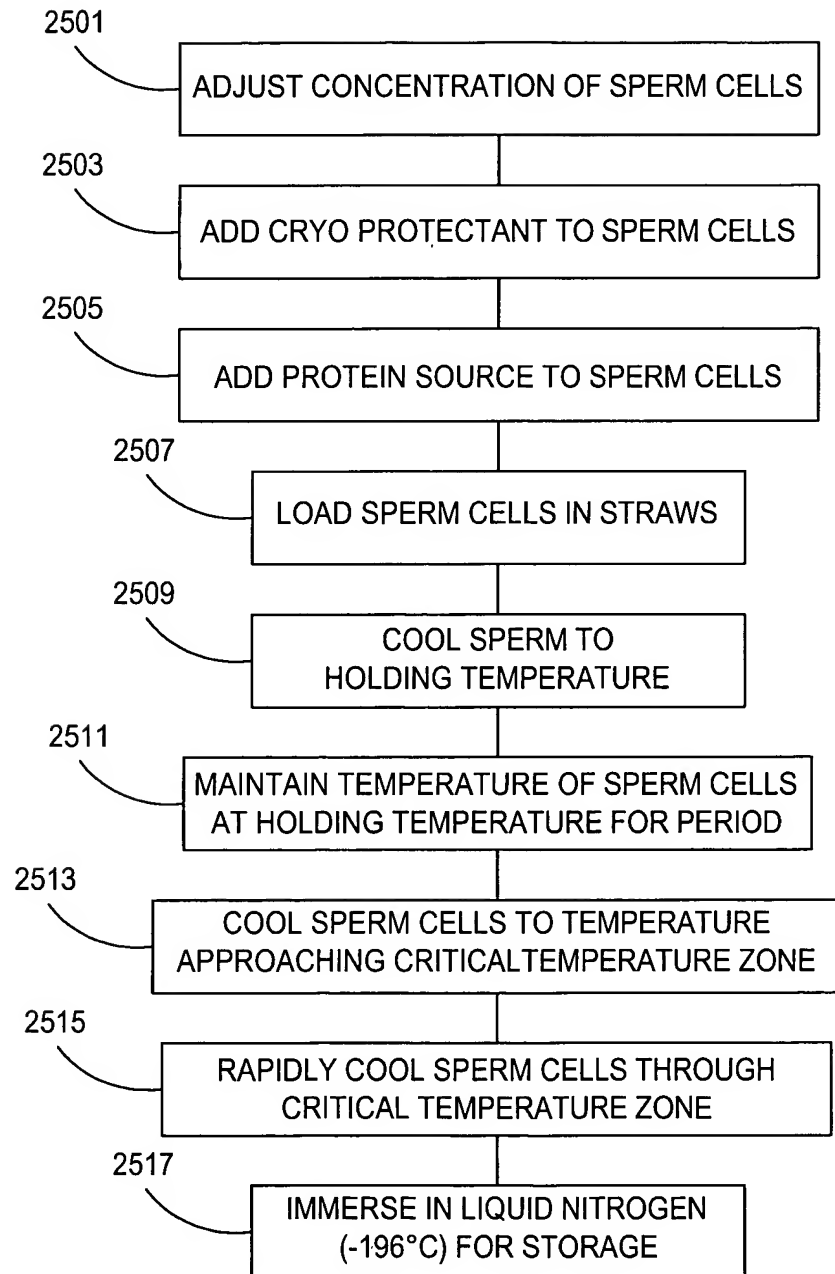 2501
ADJUST CONCENTRATION OF SPERM CELLS
2503
ADD CRYO PROTECTANT TO SPERM CELLS
2505
ADD PROTEIN SOURCE TO SPERM CELLS
2507
LOAD SPERM CELLS IN STRAWS
2509
COOL SPERM TO
HOLDING TEMPERATURE
2511
MAINTAIN TEMPERATURE OF SPERM CELLS
AT HOLDING TEMPERATURE FOR PERIOD
2513
COOL SPERM CELLS TO TEMPERATURE
APPROACHING CRITICALTEMPERATURE ZONE
2515
RAPIDLY COOL SPERM CELLS THROUGH
CRITICAL TEMPERATURE ZONE
2517
IMMERSE IN LIQUID NITROGEN
(-196°C) FOR STORAGE